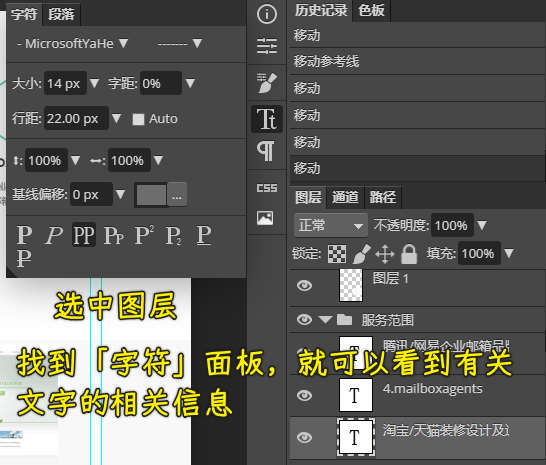 字符 段落
- MicrosoftYaHe -------
大小: 14 px 字距: 0%
行距: 22.00 px Auto
100% 100%
基线偏移: 0 px ...
P P PP Pp P² P₂ P
P
CSS
历史记录 色板
移动
移动参考线
移动
移动
移动
移动
图层 通道 路径
正常 不透明度: 100%
锁定: 填充: 100%
图层 1
服务范围
腾讯/网易企业邮箱品
4.mailboxagents
淘宝/天猫装修设计及
选中图层
找到「字符」面板，就可以看到有关
文字的相关信息